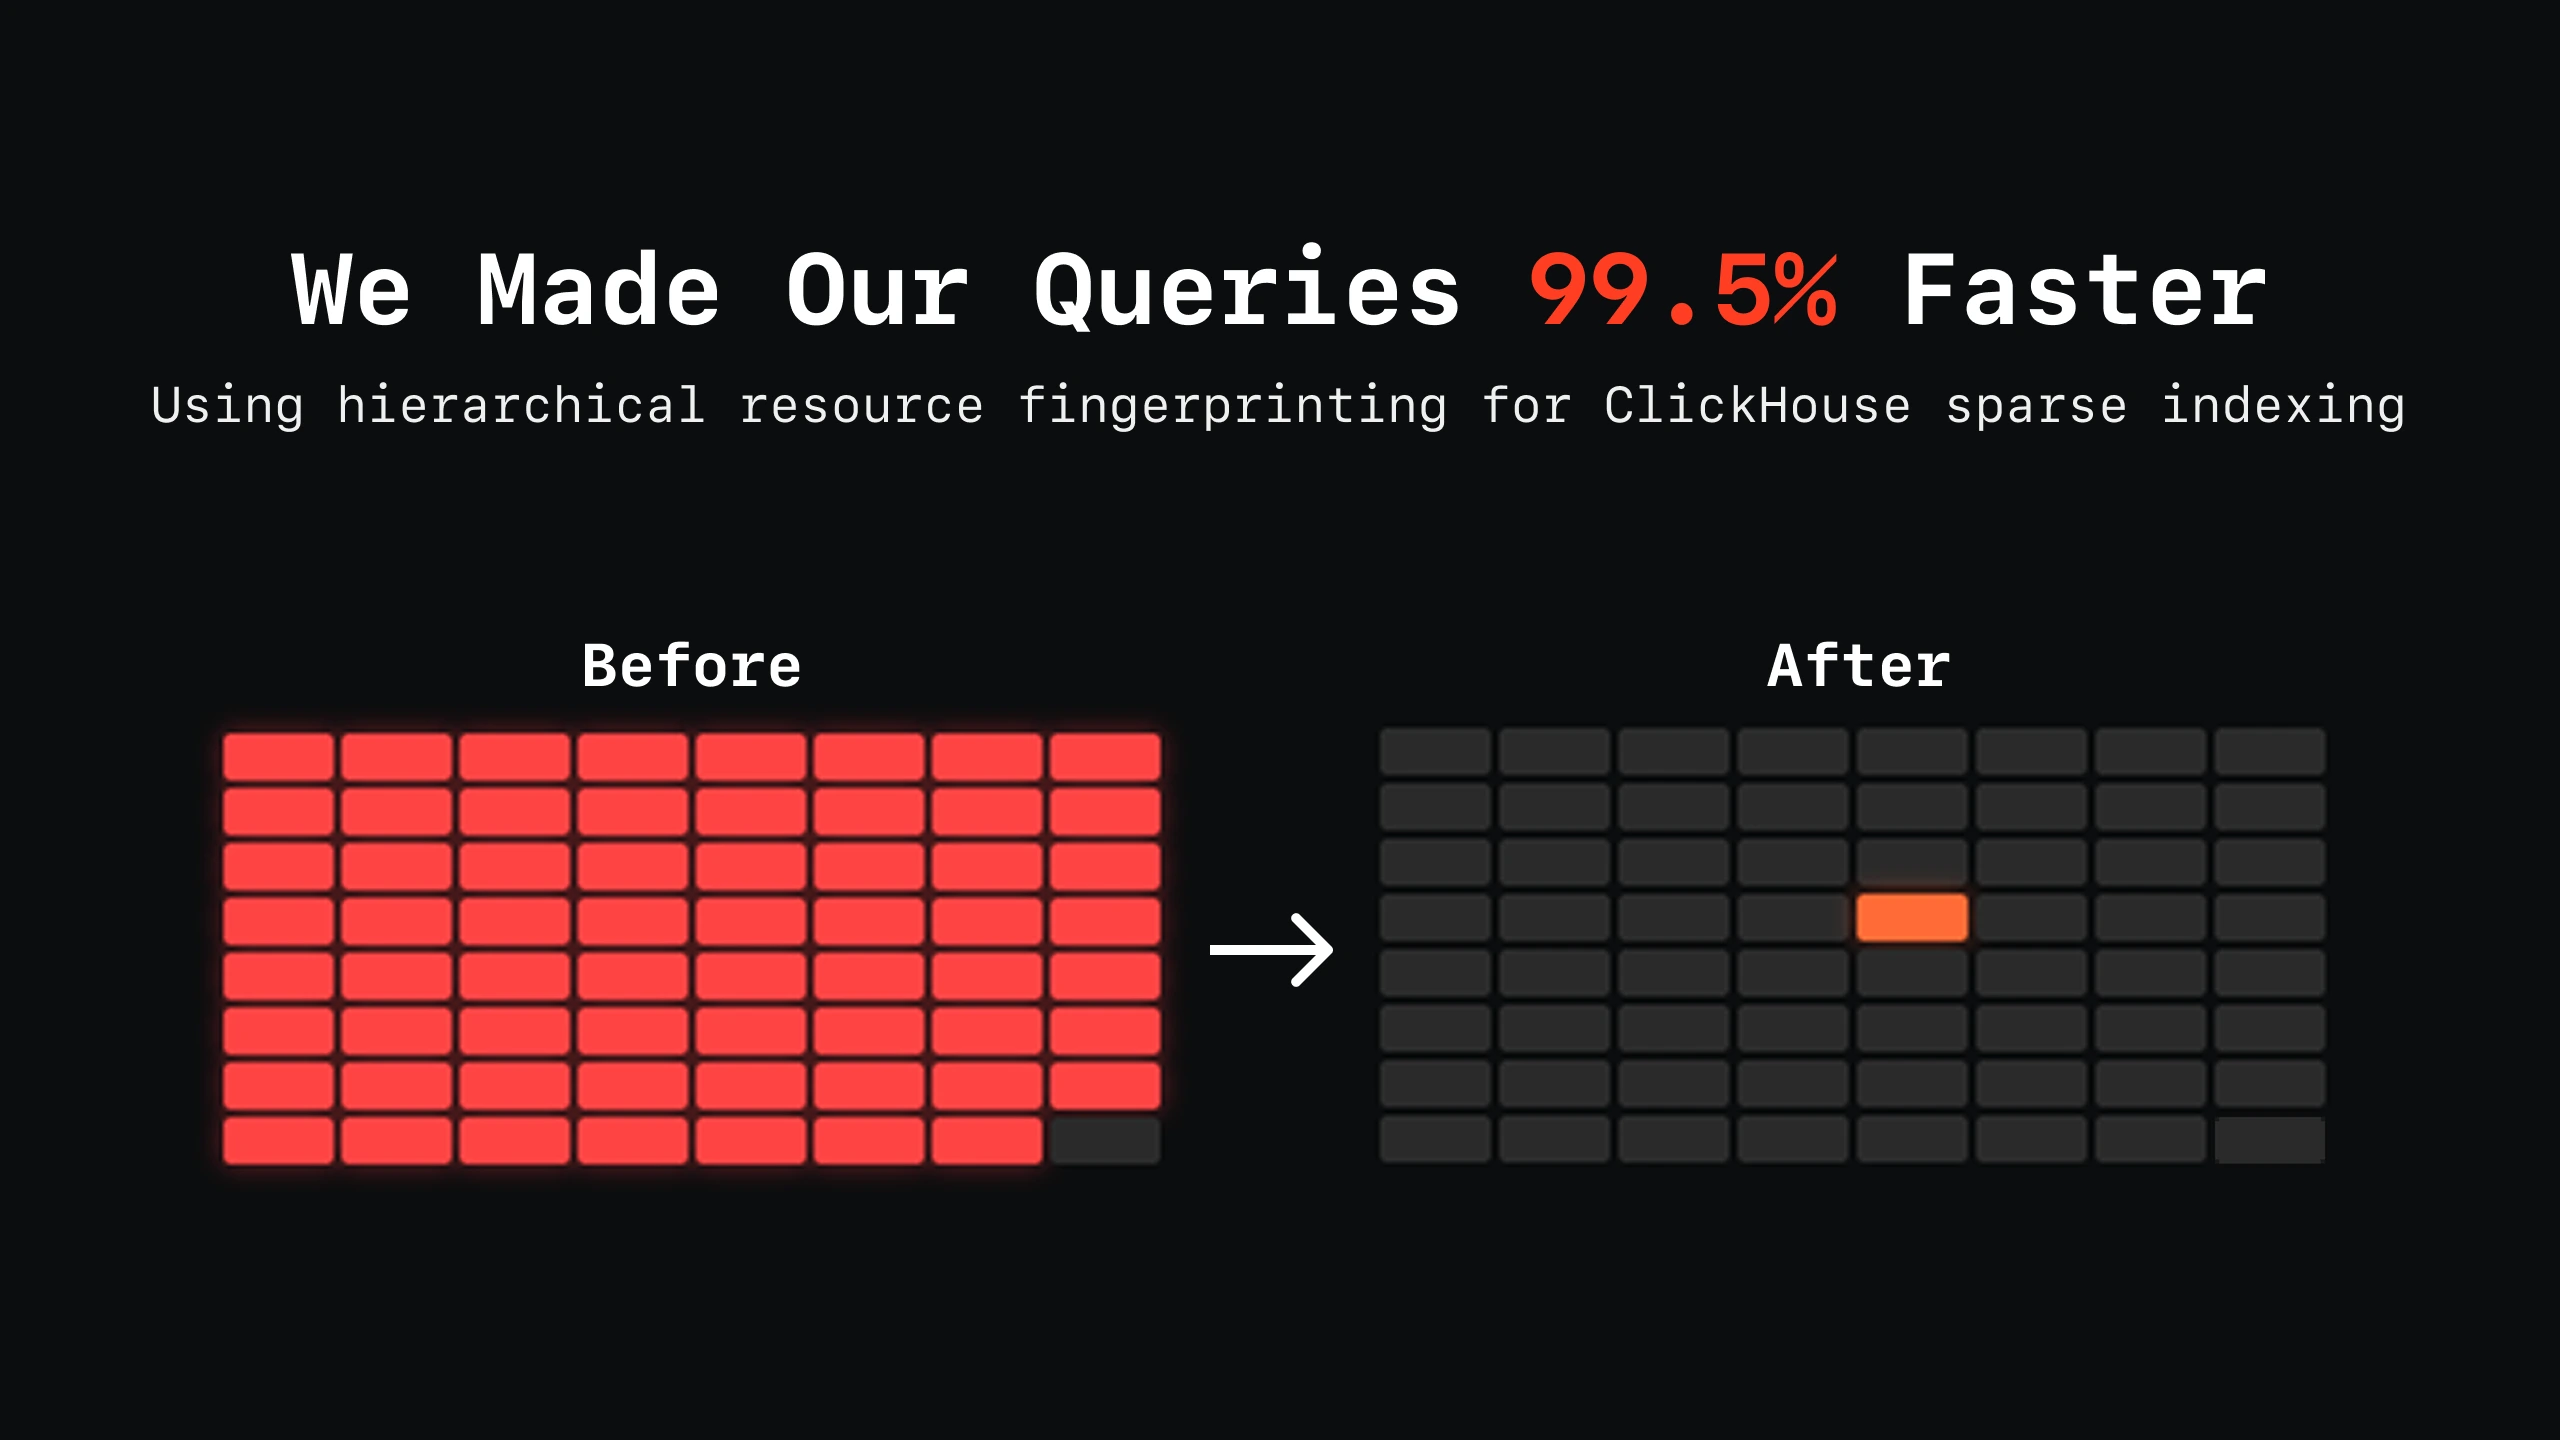 We Made Our Queries 99.5% Faster
Using hierarchical resource fingerprinting for ClickHouse sparse indexing
Before
After